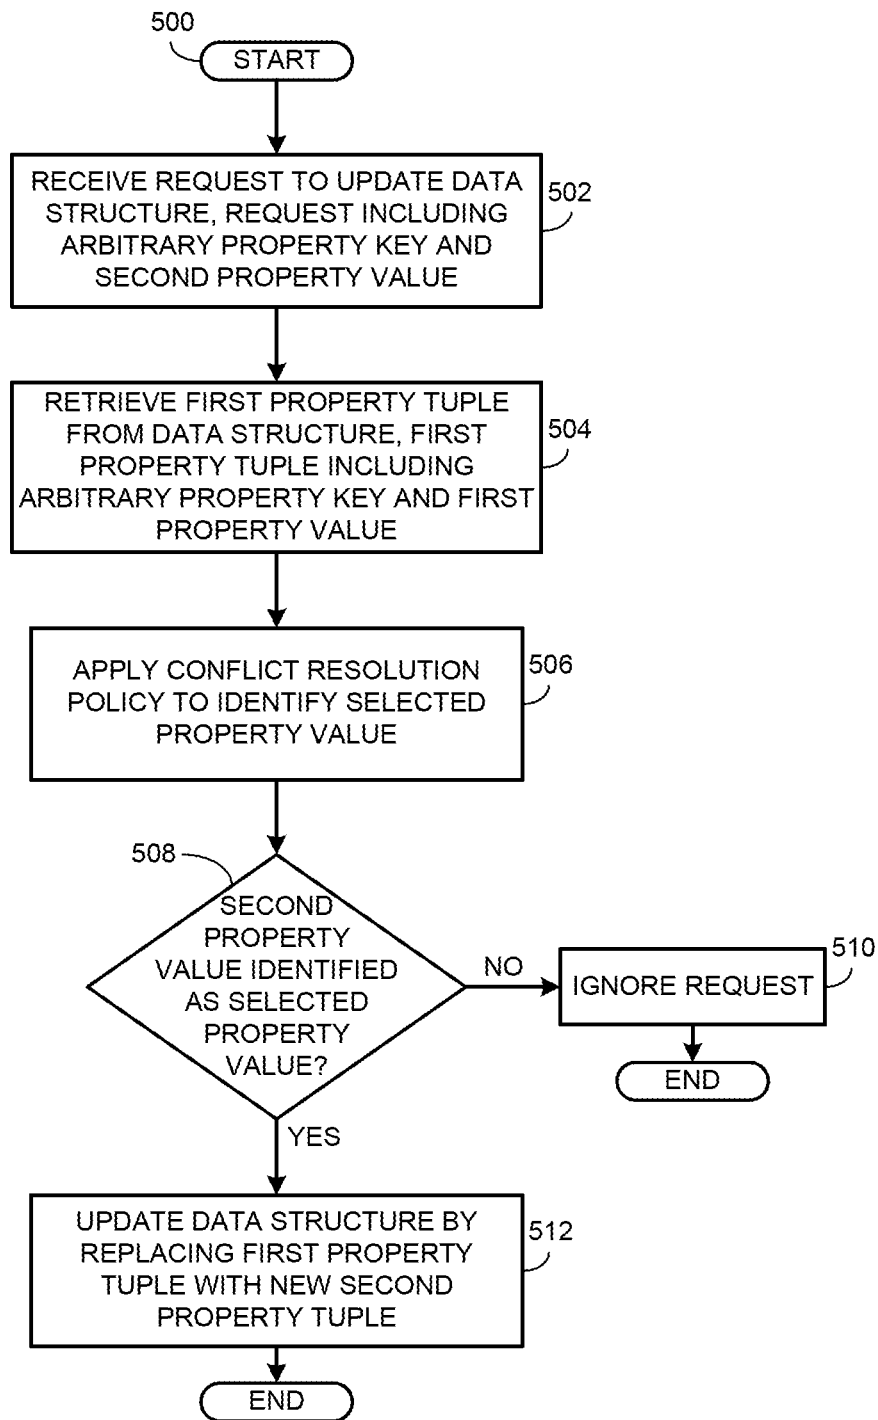 500
START
RECEIVE REQUEST TO UPDATE DATA
STRUCTURE, REQUEST INCLUDING
ARBITRARY PROPERTY KEY AND
SECOND PROPERTY VALUE
502
RETRIEVE FIRST PROPERTY TUPLE
FROM DATA STRUCTURE, FIRST
PROPERTY TUPLE INCLUDING
ARBITRARY PROPERTY KEY AND FIRST
PROPERTY VALUE
504
APPLY CONFLICT RESOLUTION
POLICY TO IDENTIFY SELECTED
PROPERTY VALUE
506
508
SECOND
PROPERTY
VALUE IDENTIFIED
AS SELECTED
PROPERTY
VALUE?
NO
IGNORE REQUEST
510
END
YES
UPDATE DATA STRUCTURE BY
REPLACING FIRST PROPERTY
TUPLE WITH NEW SECOND
PROPERTY TUPLE
512
END